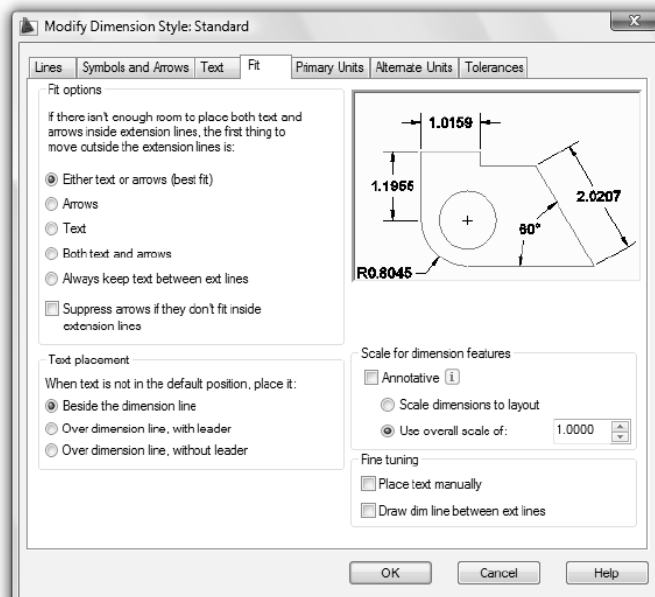 Modify Dimension Style: Standard
X
Lines Symbols and Arrows Text Fit Primary Units Alternate Units Tolerances
Fit options
If there isn't enough room to place both text and
arrows inside extension lines, the first thing to
move outside the extension lines is:
Either text or arrows (best fit)
Arrows
Text
Both text and arrows
Always keep text between ext lines
Suppress arrows if they don't fit inside
extension lines
Text placement
When text is not in the default position, place it:
Beside the dimension line
Over dimension line, with leader
Over dimension line, without leader
1.0159
1.1955
2.0207
60°
R0.8045
Scale for dimension features
Annotative i
Scale dimensions to layout
Use overall scale of: 1.0000
Fine tuning
Place text manually
Draw dim line between ext lines
OK Cancel Help